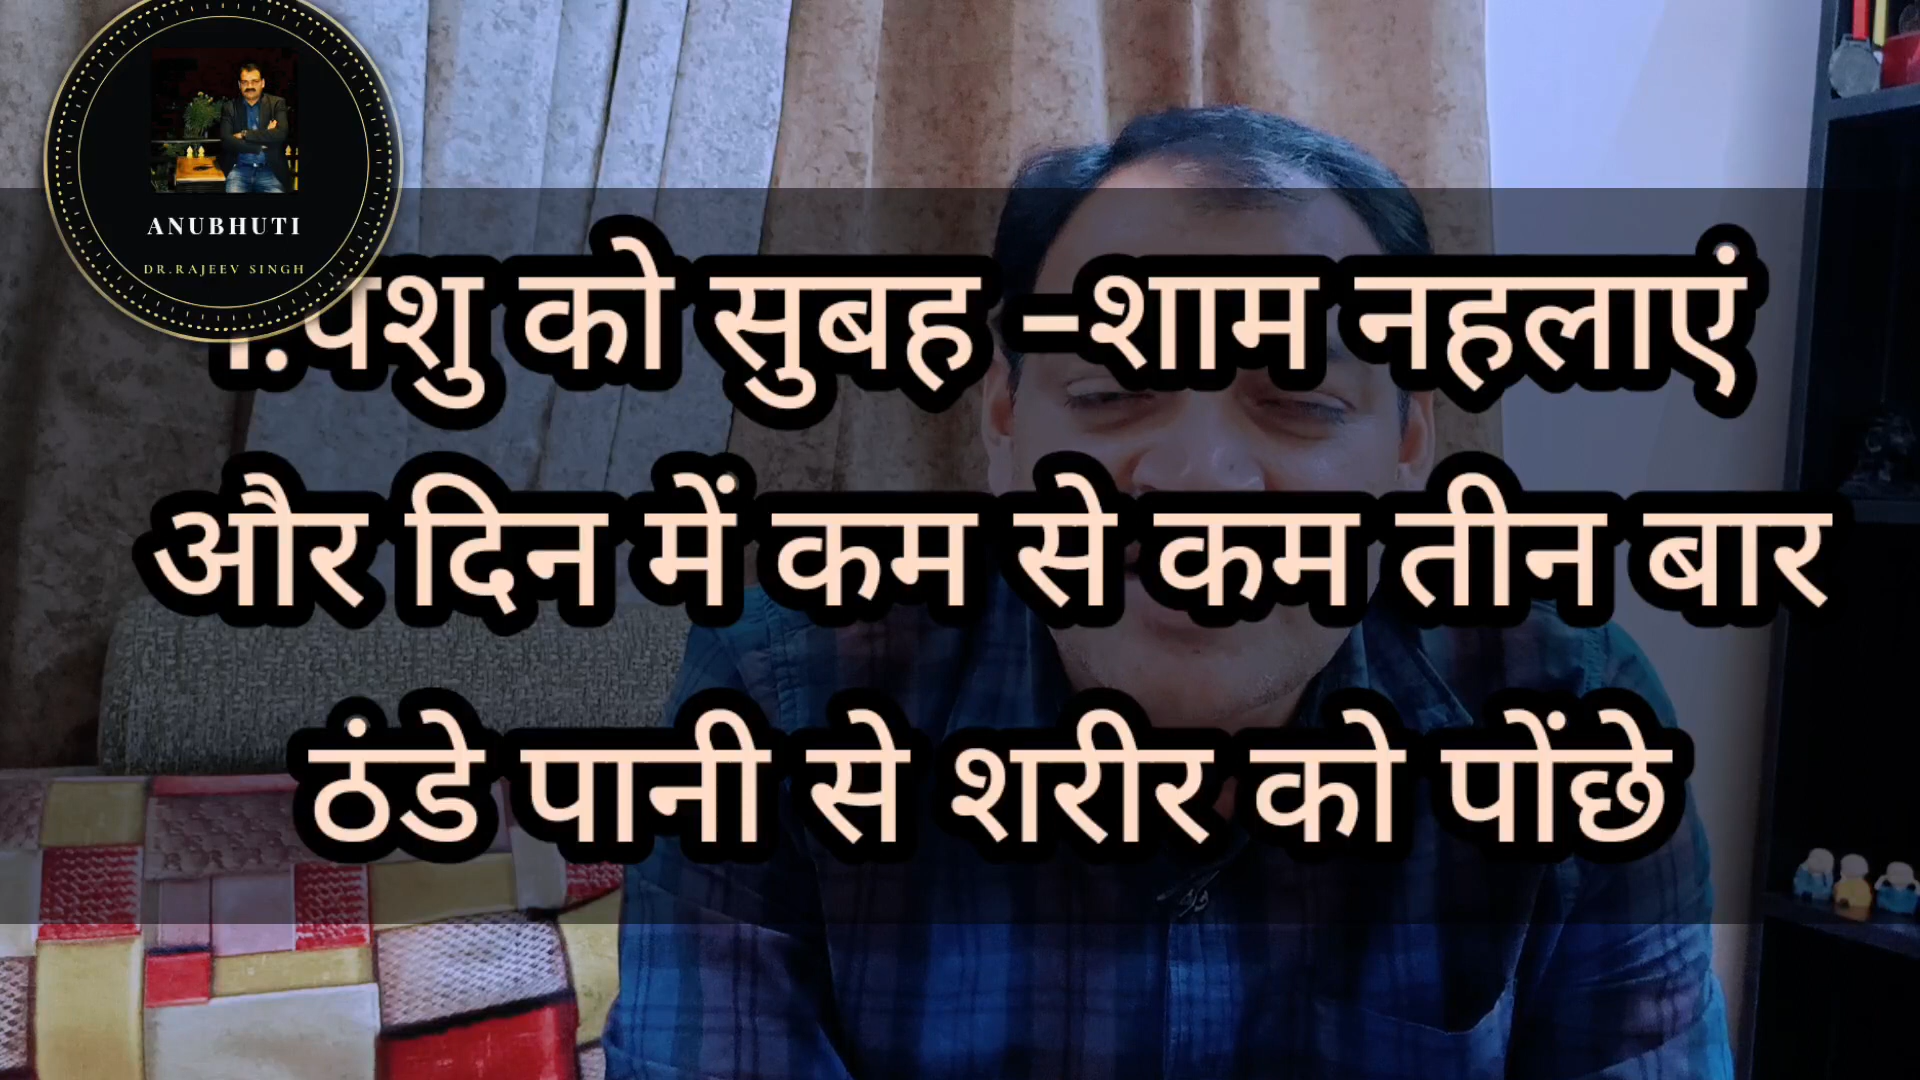 ANUBHUTI
DR.RAJEEV SINGH
1.पशु को सुबह –शाम नहलाएं
और दिन में कम से कम तीन बार
ठंडे पानी से शरीर को पोंछे